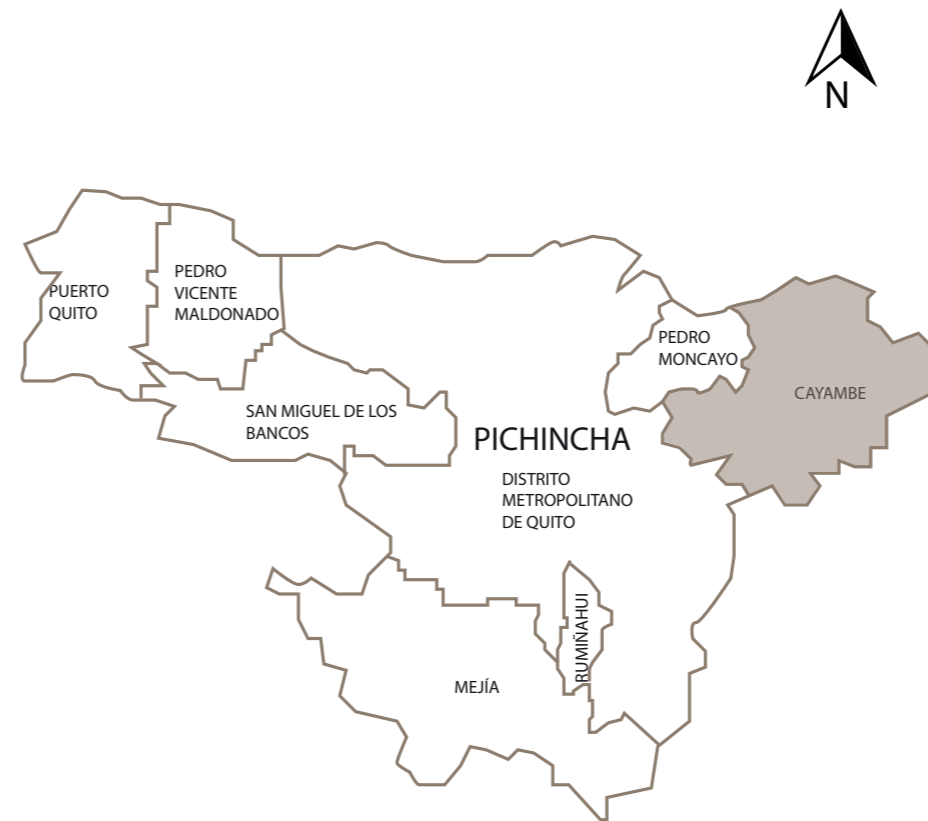 N
PUERTO
QUITO
PEDRO
VICENTE
MALDONADO
PEDRO
MONCAYO
CAYAMBE
SAN MIGUEL DE LOS
BANCOS
PICHINCHA
DISTRITO
METROPOLITANO
DE QUITO
RUMIÑAHUI
MEJÍA